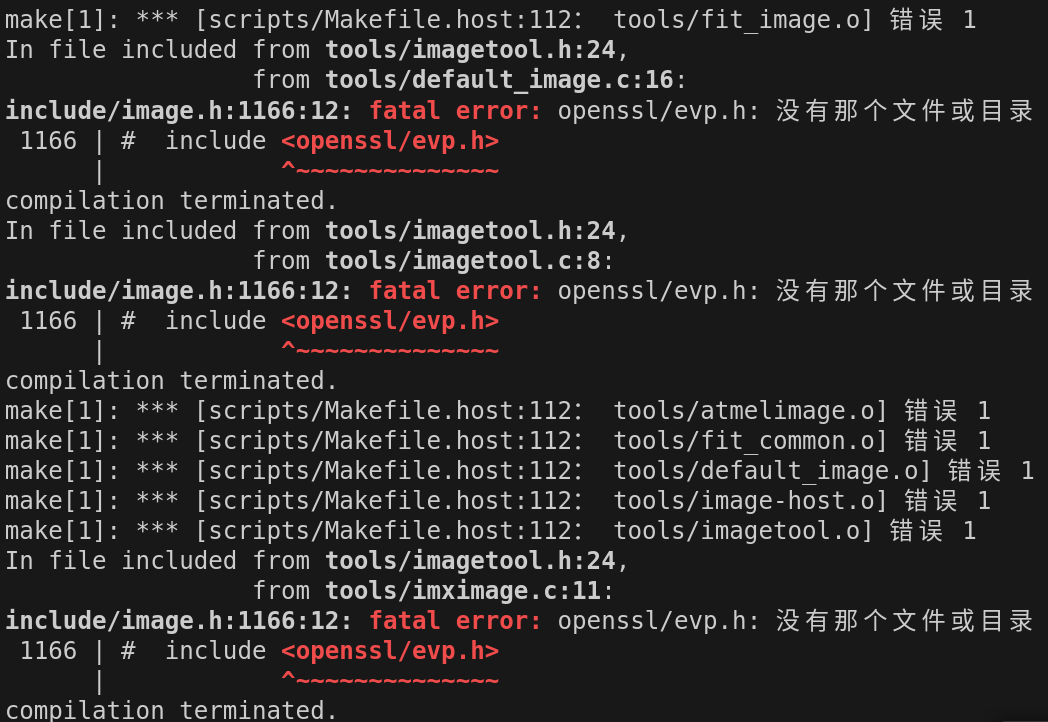 make[1]: *** [scripts/Makefile.host:112： tools/fit_image.o] 错误 1
In file included from tools/imagetool.h:24,
                 from tools/default_image.c:16:
include/image.h:1166:12: fatal error: openssl/evp.h: 没有那个文件或目录
 1166 | #  include <openssl/evp.h>
      |            ^~~~~~~~~~~~~~~
compilation terminated.
In file included from tools/imagetool.h:24,
                 from tools/imagetool.c:8:
include/image.h:1166:12: fatal error: openssl/evp.h: 没有那个文件或目录
 1166 | #  include <openssl/evp.h>
      |            ^~~~~~~~~~~~~~~
compilation terminated.
make[1]: *** [scripts/Makefile.host:112： tools/atmelimage.o] 错误 1
make[1]: *** [scripts/Makefile.host:112： tools/fit_common.o] 错误 1
make[1]: *** [scripts/Makefile.host:112： tools/default_image.o] 错误 1
make[1]: *** [scripts/Makefile.host:112： tools/image-host.o] 错误 1
make[1]: *** [scripts/Makefile.host:112： tools/imagetool.o] 错误 1
In file included from tools/imagetool.h:24,
                 from tools/imximage.c:11:
include/image.h:1166:12: fatal error: openssl/evp.h: 没有那个文件或目录
 1166 | #  include <openssl/evp.h>
      |            ^~~~~~~~~~~~~~~
compilation terminated.